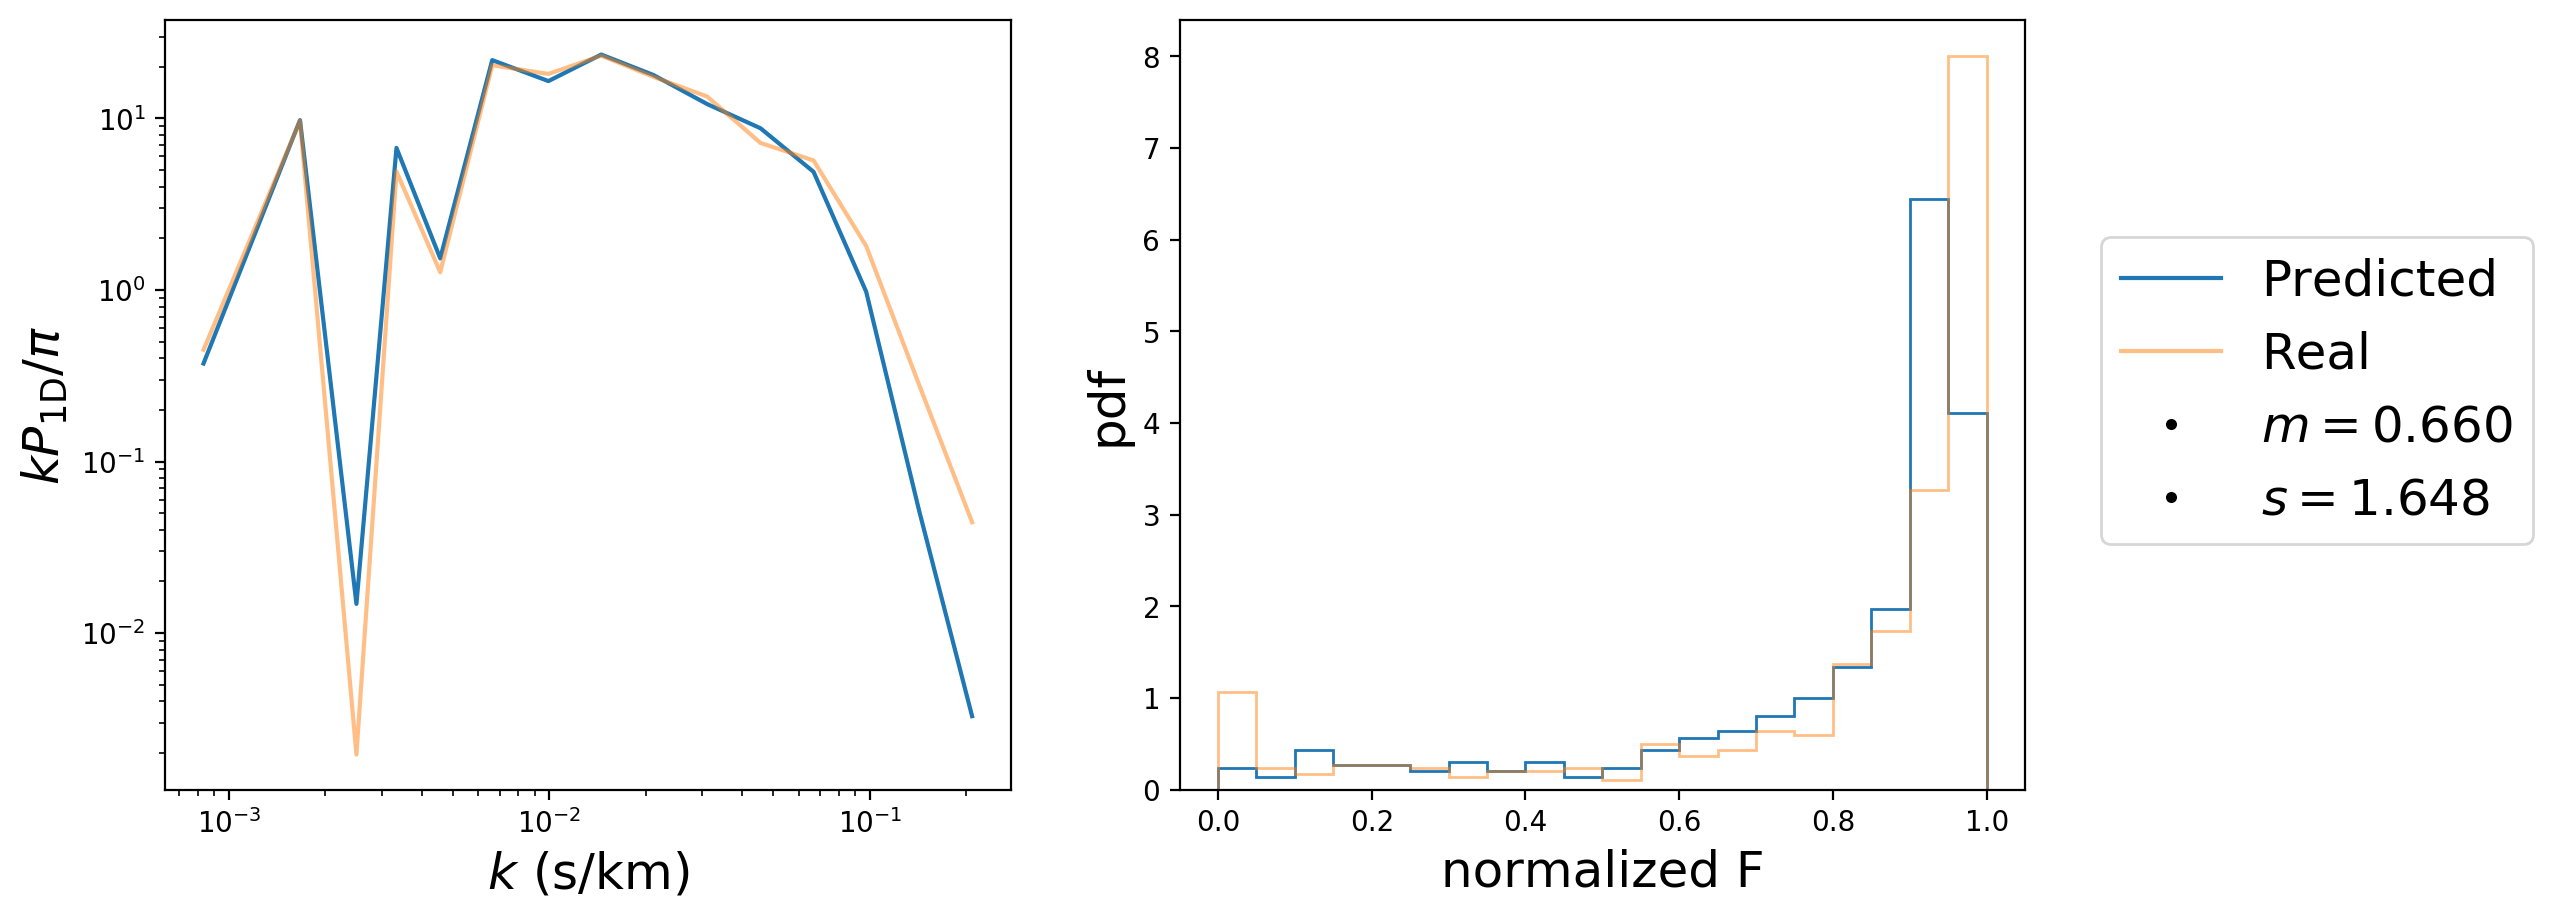 10¹
10⁰
10⁻¹
10⁻²
kP₁D/π
10⁻³
10⁻²
10⁻¹
k (s/km)
8
7
6
5
4
3
2
1
0
pdf
0.0
0.2
0.4
0.6
0.8
1.0
normalized F
Predicted
Real
m = 0.660
s = 1.648